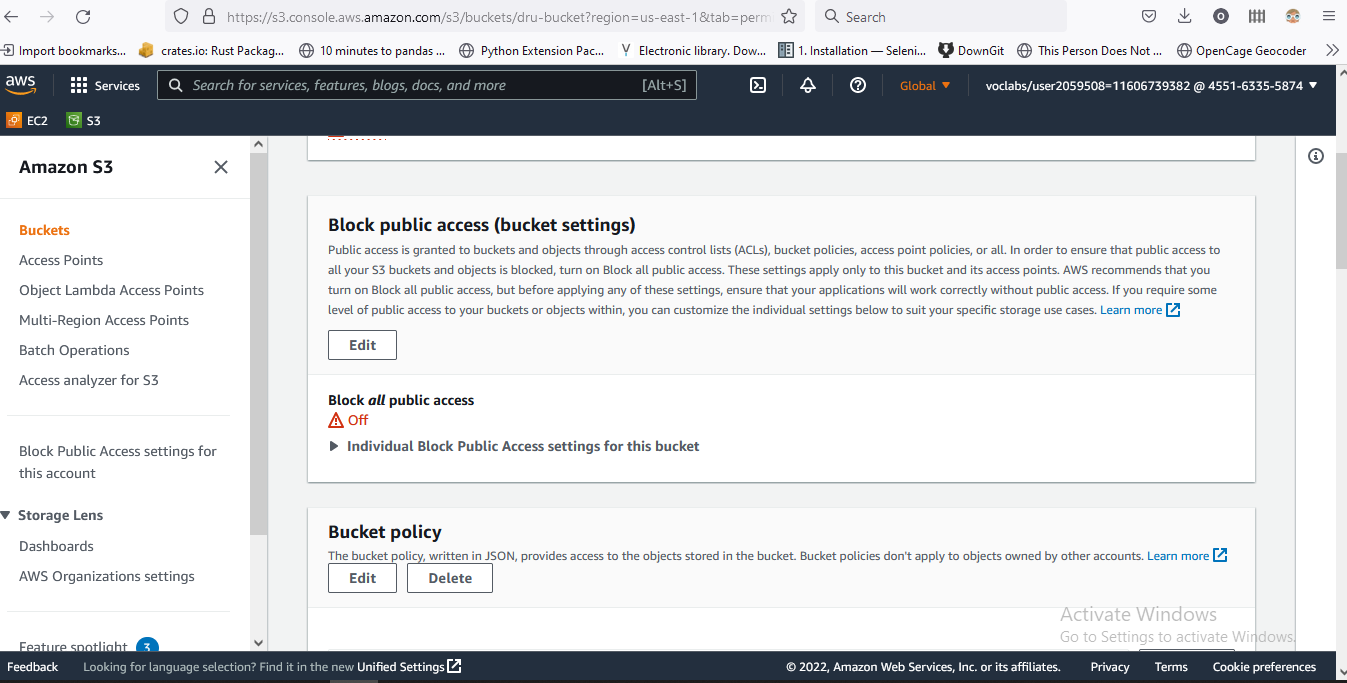 https://s3.console.aws.amazon.com/s3/buckets/dru-bucket?region=us-east-1&tab=perm
Search
Import bookmarks...
crates.io: Rust Packag...
10 minutes to pandas ...
Python Extension Pac...
Electronic library. Dow...
1. Installation — Seleni...
DownGit
This Person Does Not ...
OpenCage Geocoder
aws
Services
Search for services, features, blogs, docs, and more
[Alt+S]
Global
voclabs/user2059508=11606739382 @ 4551-6335-5874
EC2
S3
Amazon S3
Buckets
Access Points
Object Lambda Access Points
Multi-Region Access Points
Batch Operations
Access analyzer for S3
Block Public Access settings for
this account
Storage Lens
Dashboards
AWS Organizations settings
Feature spotlight
3
Block public access (bucket settings)
Public access is granted to buckets and objects through access control lists (ACLs), bucket policies, access point policies, or all. In order to ensure that public access to
all your S3 buckets and objects is blocked, turn on Block all public access. These settings apply only to this bucket and its access points. AWS recommends that you
turn on Block all public access, but before applying any of these settings, ensure that your applications will work correctly without public access. If you require some
level of public access to your buckets or objects within, you can customize the individual settings below to suit your specific storage use cases. Learn more
Edit
Block all public access
Off
Individual Block Public Access settings for this bucket
Bucket policy
The bucket policy, written in JSON, provides access to the objects stored in the bucket. Bucket policies don't apply to objects owned by other accounts. Learn more
Edit
Delete
Activate Windows
Go to Settings to activate Windows.
Feedback
Looking for language selection? Find it in the new Unified Settings
© 2022, Amazon Web Services, Inc. or its affiliates.
Privacy
Terms
Cookie preferences